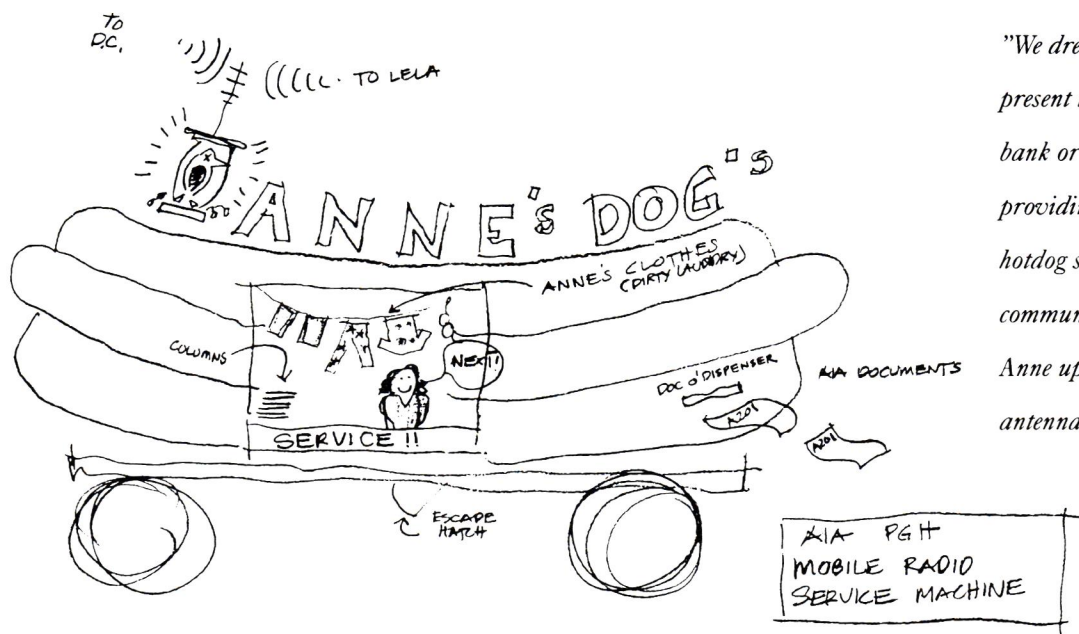 TO
D.C.
TO LELA
ANNE'S DOG'S
ANNE'S CLOTHES
(DIRTY LAUNDRY)
COLUMNS
NEXT!!
DOC O'DISPENSER
AIA DOCUMENTS
A201
A201
SERVICE!!
ESCAPE
HATCH
AIA PGH
MOBILE RADIO
SERVICE MACHINE
"We dre
present
bank or
providin
hotdog s
commun
Anne up
antenna